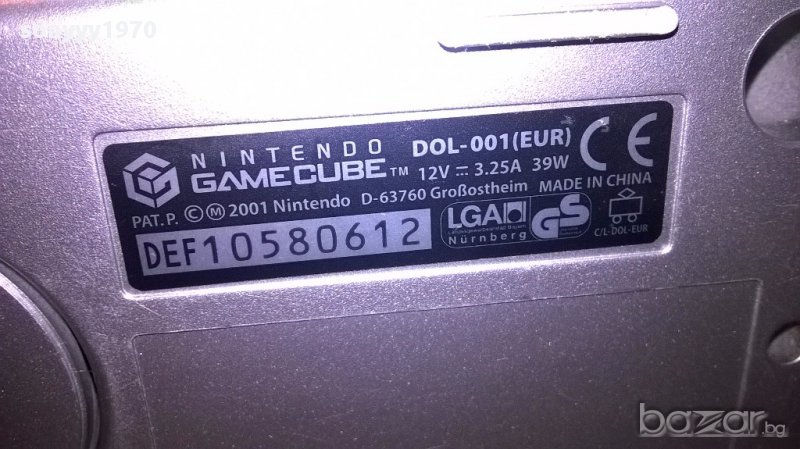 NINTENDO
GAMECUBE™
DOL-001(EUR)
12V ⎓ 3.25A 39W
CE
PAT.P. ©Ⓜ 2001 Nintendo D-63760 Großostheim MADE IN CHINA
DEF10580612
LGA
Nürnberg
GS
C/L-DOL-EUR
bazar.bg